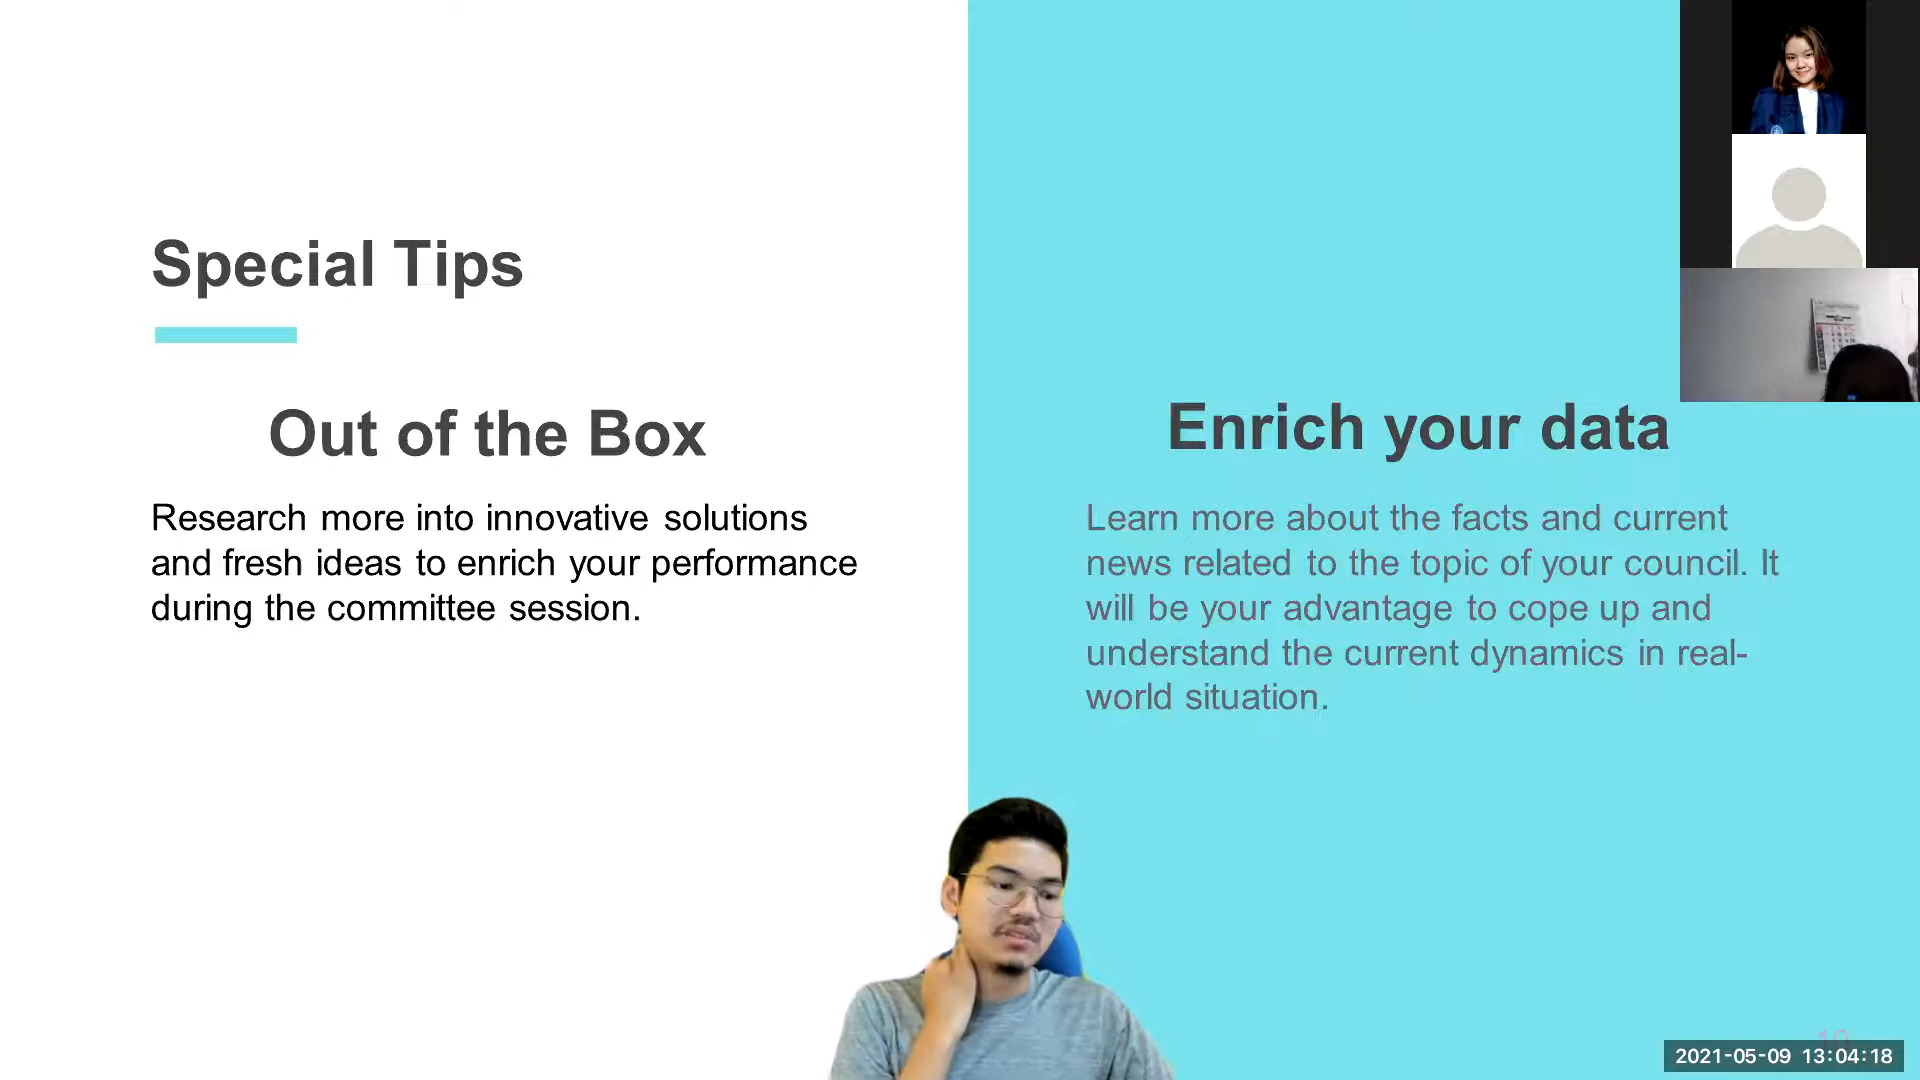 Special Tips
Out of the Box
Research more into innovative solutions
and fresh ideas to enrich your performance
during the committee session.
Enrich your data
Learn more about the facts and current
news related to the topic of your council. It
will be your advantage to cope up and
understand the current dynamics in real-
world situation.
2021-05-09 13:04:18